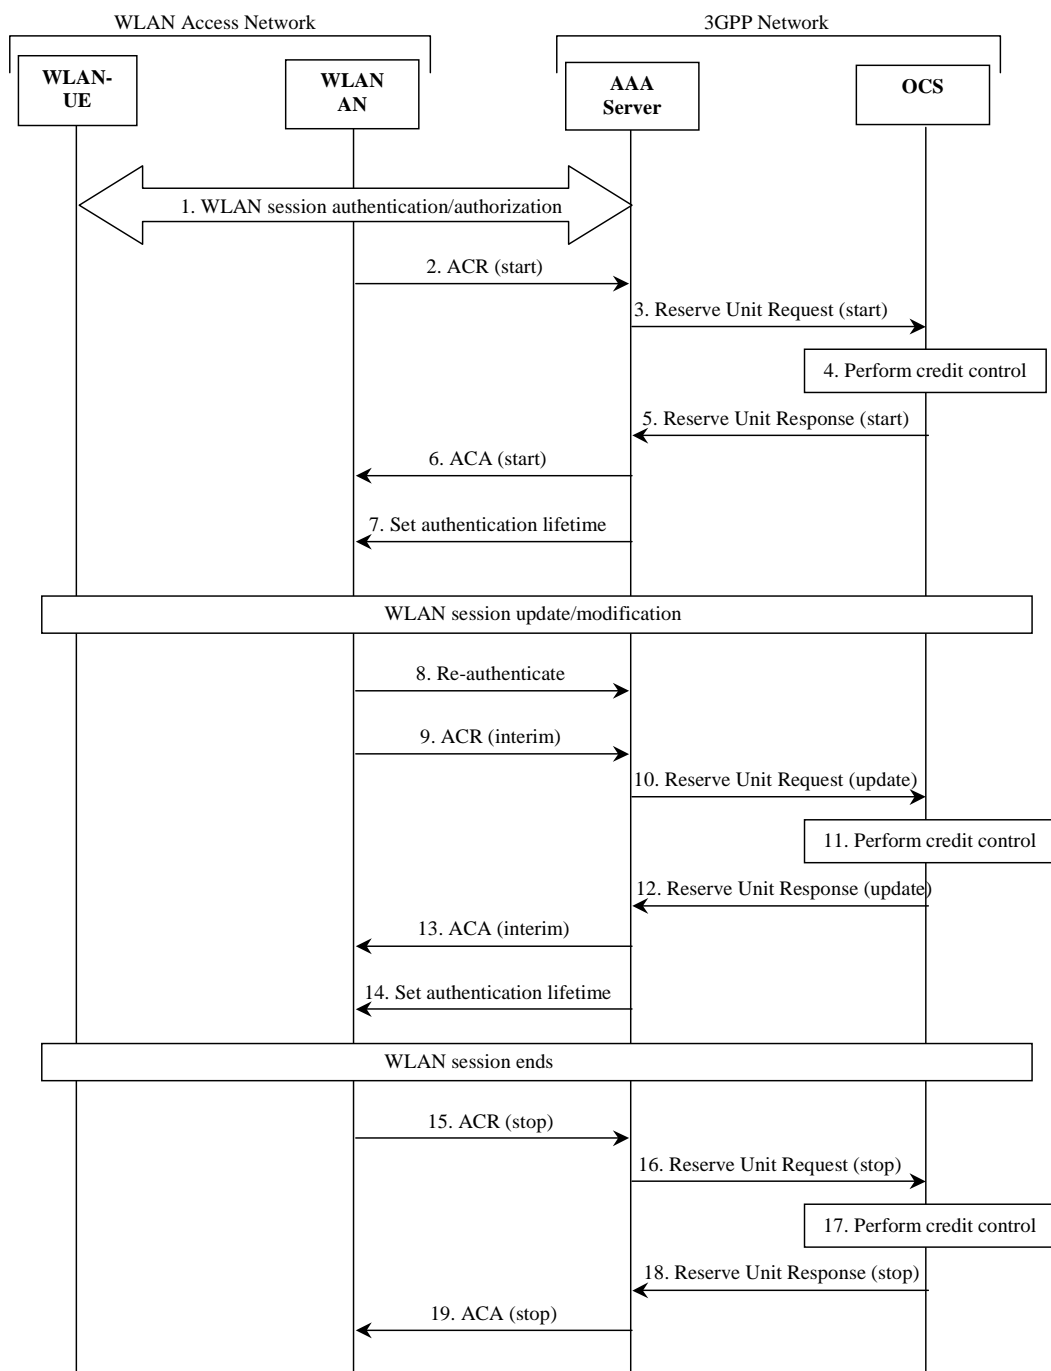 WLAN Access Network
3GPP Network
WLAN-
UE
WLAN
AN
AAA
Server
OCS
1. WLAN session authentication/authorization
2. ACR (start)
3. Reserve Unit Request (start)
4. Perform credit control
5. Reserve Unit Response (start)
6. ACA (start)
7. Set authentication lifetime
WLAN session update/modification
8. Re-authenticate
9. ACR (interim)
10. Reserve Unit Request (update)
11. Perform credit control
12. Reserve Unit Response (update)
13. ACA (interim)
14. Set authentication lifetime
WLAN session ends
15. ACR (stop)
16. Reserve Unit Request (stop)
17. Perform credit control
18. Reserve Unit Response (stop)
19. ACA (stop)